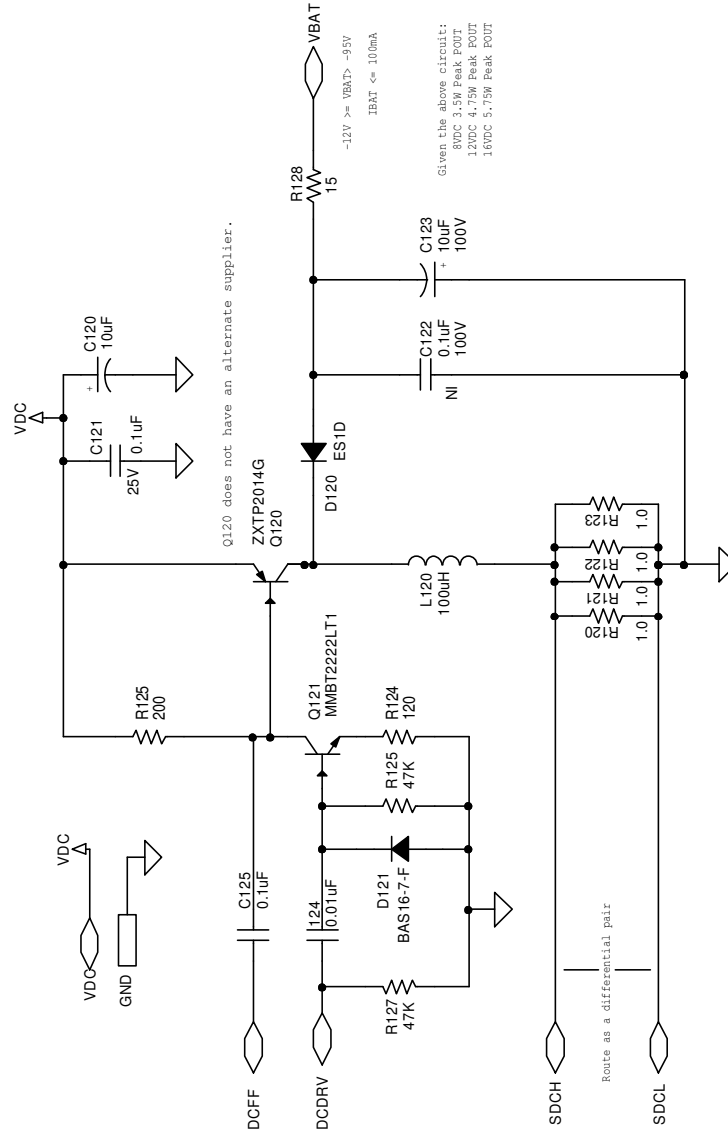 VDC
GND
VDC
VDC
C121
25V
0.1uF
C120
10uF
Q120 does not have an alternate supplier.
R125
200
ZXTP2014G
Q120
DCFF
C125
0.1uF
DCDRV
124
0.01uF
Q121
MMBT2222LT1
D121
BAS16-7-F
R125
47K
R124
120
R127
47K
D120
ES1D
R128
15
VBAT
-12V >= VBAT> -95V
IBAT <= 100mA
L120
100uH
NI
C122
0.1uF
100V
C123
10uF
100V
Given the above circuit:
8VDC 3.5W Peak POUT
12VDC 4.75W Peak POUT
16VDC 5.75W Peak POUT
R120
1.0
R121
1.0
R122
1.0
R123
1.0
SDCH
Route as a differential pair
SDCL